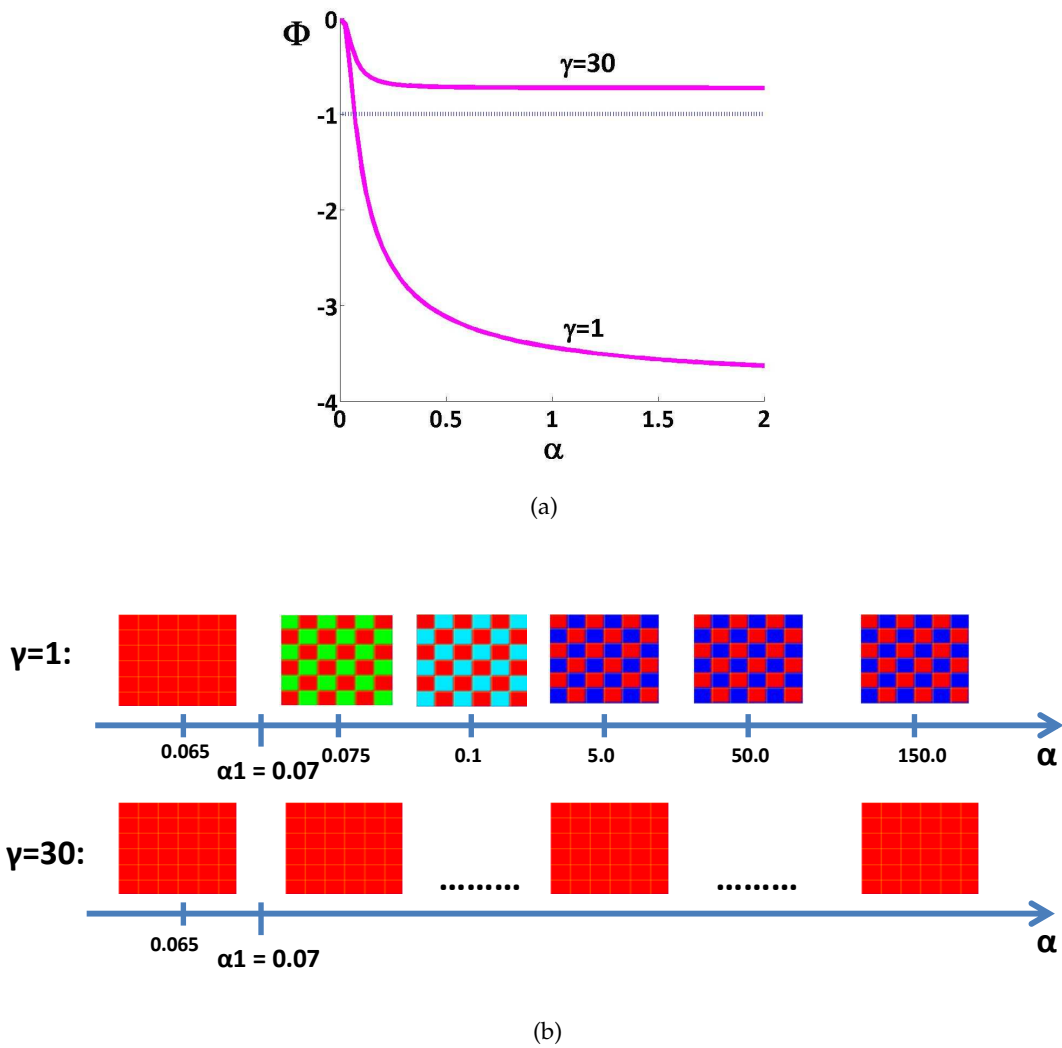 0
Φ
γ=30
-1
-2
-3
γ=1
-4
0 0.5 1 1.5 2
α
(a)
γ=1:
0.065 0.075 0.1 5.0 50.0 150.0 α
α1 = 0.07
γ=30:
......... .........
0.065 α
α1 = 0.07
(b)